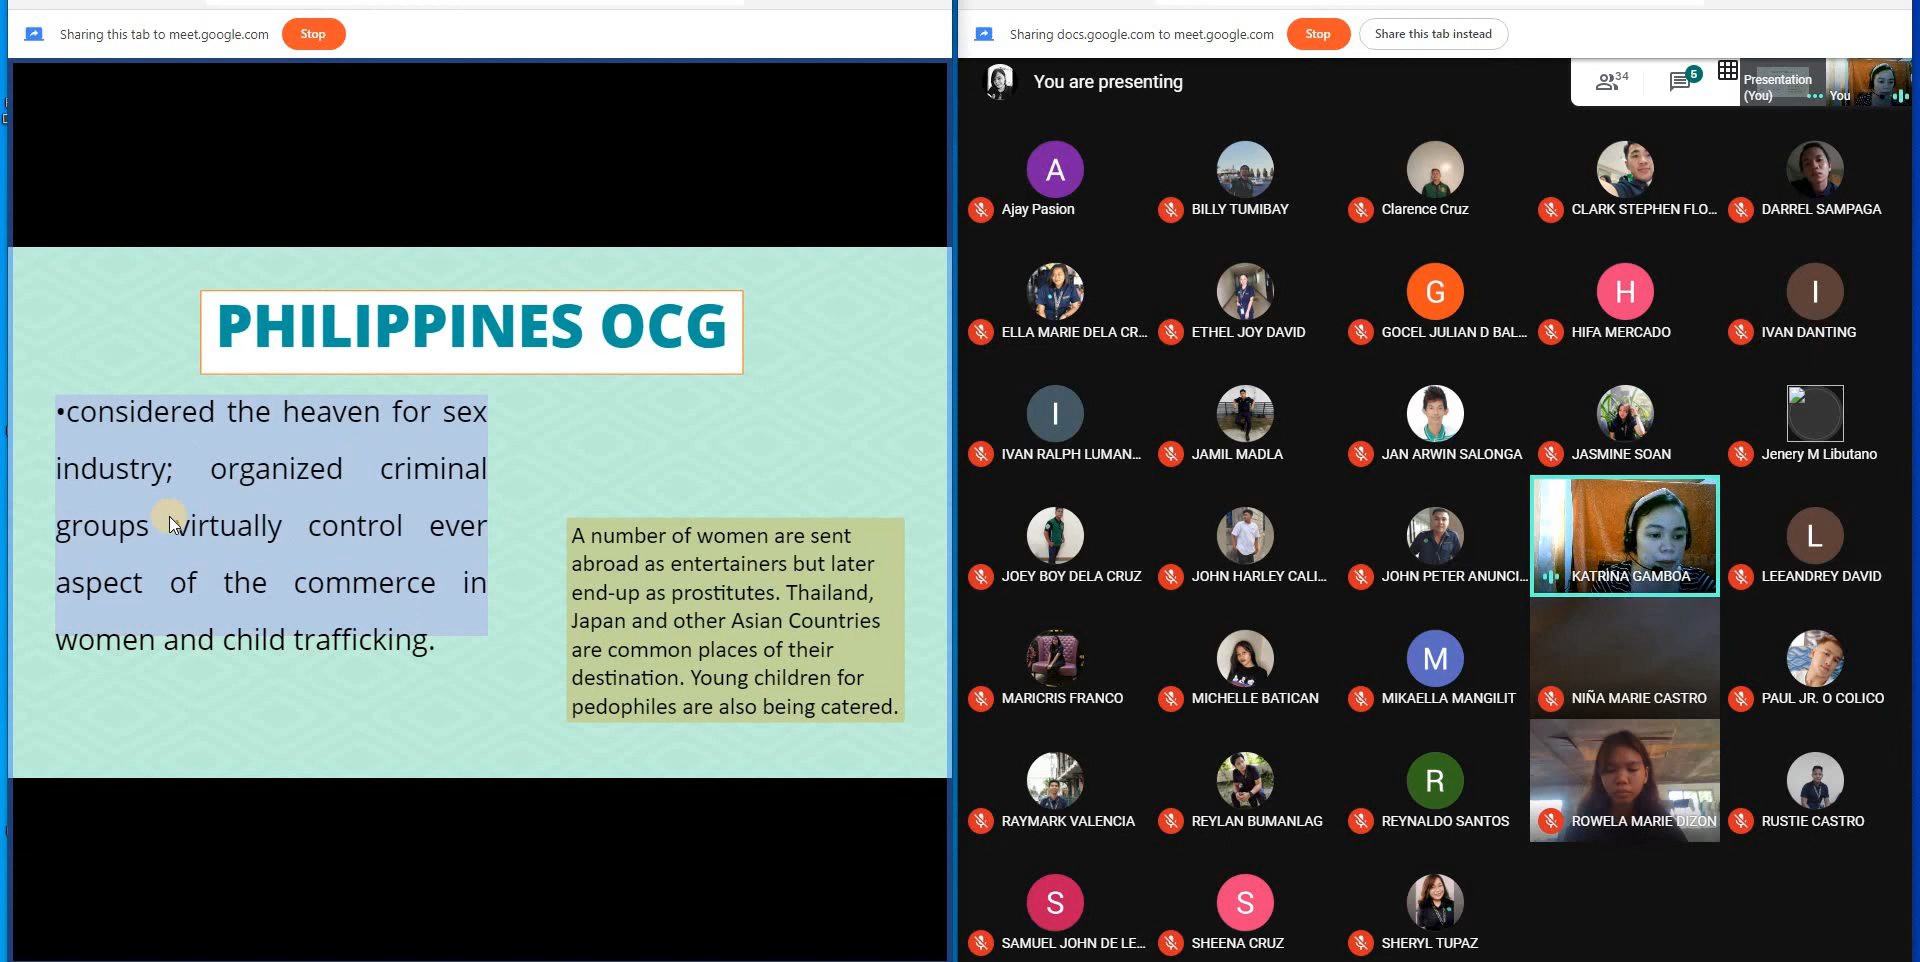 Sharing this tab to meet.google.com
Stop
PHILIPPINES OCG
•considered the heaven for sex
industry; organized criminal
groups virtually control ever
aspect of the commerce in
women and child trafficking.
A number of women are sent
abroad as entertainers but later
end-up as prostitutes. Thailand,
Japan and other Asian Countries
are common places of their
destination. Young children for
pedophiles are also being catered.
Sharing docs.google.com to meet.google.com
Stop
Share this tab instead
You are presenting
34
5
Presentation
(You)
You
A
Ajay Pasion
BILLY TUMIBAY
Clarence Cruz
CLARK STEPHEN FLO...
DARREL SAMPAGA
ELLA MARIE DELA CR...
ETHEL JOY DAVID
G
GOCEL JULIAN D BAL...
H
HIFA MERCADO
I
IVAN DANTING
I
IVAN RALPH LUMAN...
JAMIL MADLA
JAN ARWIN SALONGA
JASMINE SOAN
Jenery M Libutano
JOEY BOY DELA CRUZ
JOHN HARLEY CALI...
JOHN PETER ANUNCI...
KATRINA GAMBOA
L
LEEANDREY DAVID
MARICRIS FRANCO
MICHELLE BATICAN
M
MIKAELLA MANGILIT
NIÑA MARIE CASTRO
PAUL JR. O COLICO
RAYMARK VALENCIA
REYLAN BUMANLAG
R
REYNALDO SANTOS
ROWELA MARIE DIZON
RUSTIE CASTRO
S
SAMUEL JOHN DE LE...
S
SHEENA CRUZ
SHERYL TUPAZ